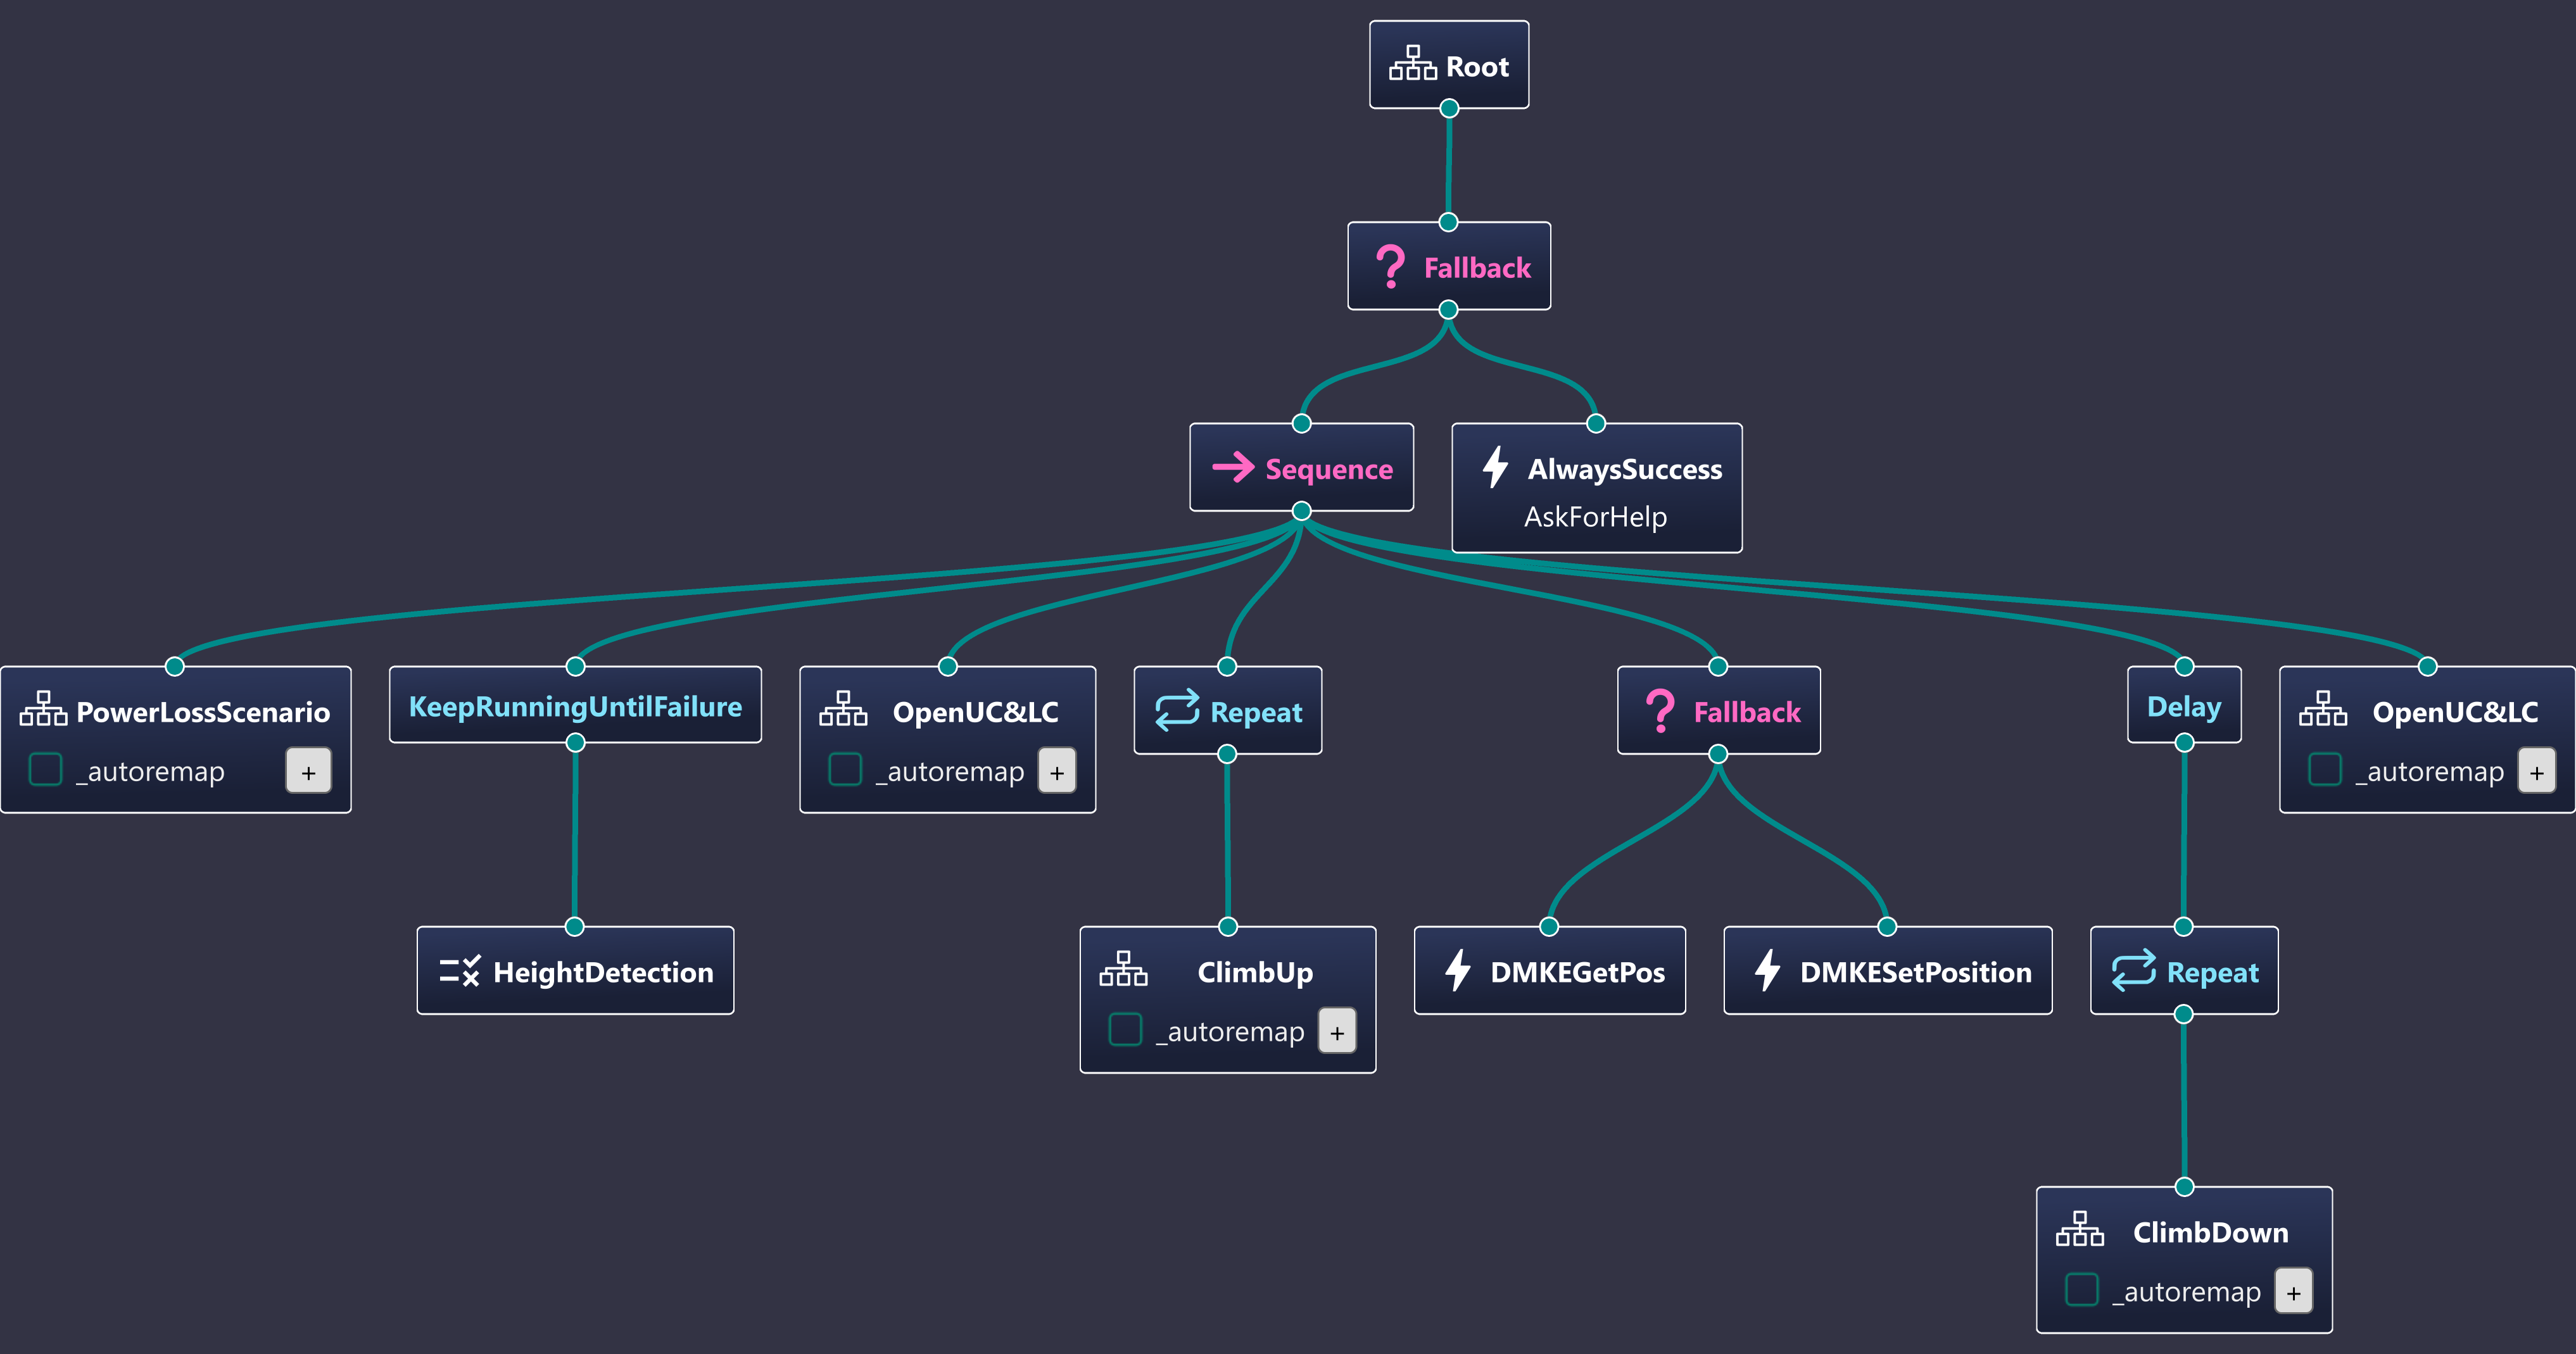 Root
Fallback
Sequence
AlwaysSuccess
AskForHelp
PowerLossScenario
_autoremap +
KeepRunningUntilFailure
OpenUC&LC
_autoremap +
Repeat
Fallback
Delay
OpenUC&LC
_autoremap +
HeightDetection
ClimbUp
_autoremap +
DMKEGetPos
DMKESetPosition
Repeat
ClimbDown
_autoremap +